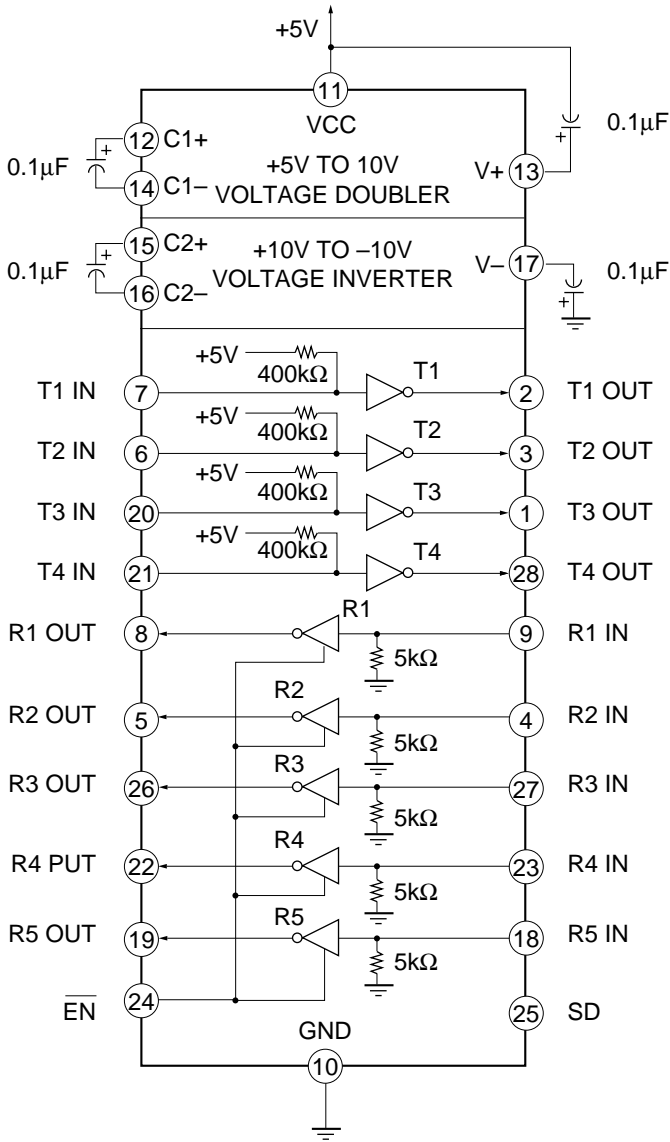 +5V
11
VCC
12 C1+
0.1µF
14 C1–
+5V TO 10V
VOLTAGE DOUBLER
V+ 13
0.1µF
15 C2+
0.1µF
16 C2–
+10V TO –10V
VOLTAGE INVERTER
V– 17
0.1µF
+5V
400kΩ
T1 IN 7 T1 2 T1 OUT
+5V
400kΩ
T2 IN 6 T2 3 T2 OUT
+5V
400kΩ
T3 IN 20 T3 1 T3 OUT
+5V
400kΩ
T4 IN 21 T4 28 T4 OUT
R1 OUT 8 R1 9 R1 IN
5kΩ
R2 OUT 5 R2 4 R2 IN
5kΩ
R3 OUT 26 R3 27 R3 IN
5kΩ
R4 PUT 22 R4 23 R4 IN
5kΩ
R5 OUT 19 R5 18 R5 IN
5kΩ
EN 24
25 SD
GND
10